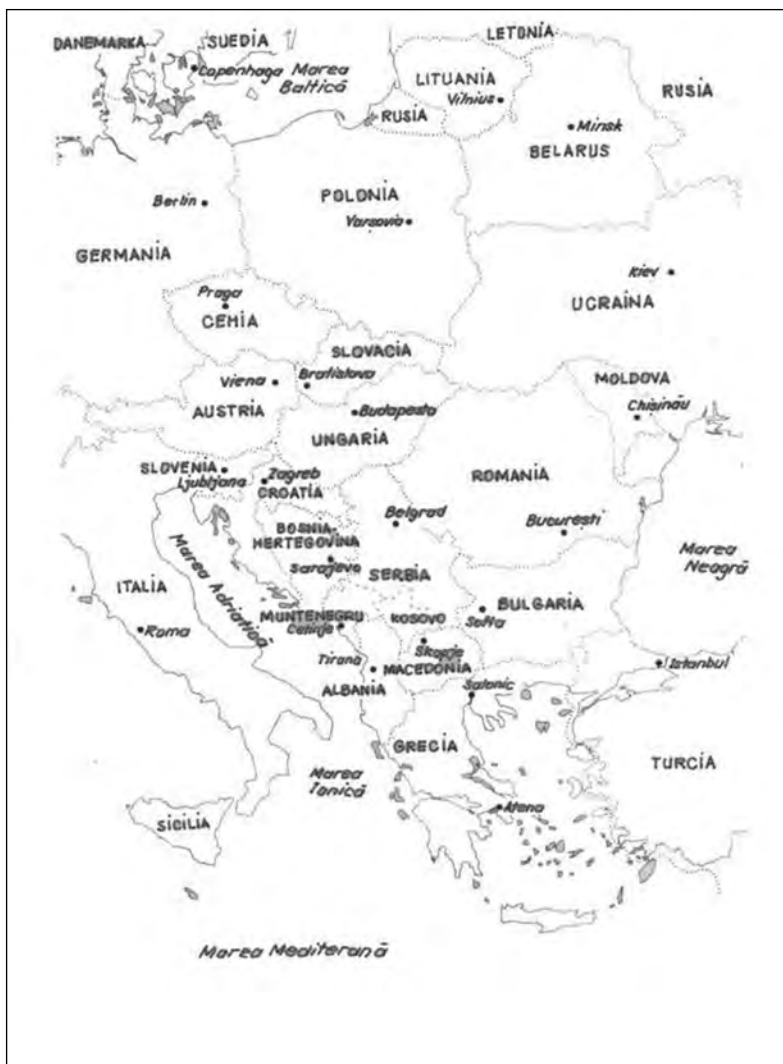 LETONIA
DANEMARKA
SUEDIA
Copenhaga
Marea
Baltică
LITUANIA
Vilnius
RUSIA
RUSIA
Minsk
BELARUS
POLONIA
Varsovia
Berlin
GERMANIA
Kiev
UCRAINA
Praga
CEHIA
SLOVACIA
Bratislava
Viena
AUSTRIA
Budapesta
UNGARIA
MOLDOVA
Chisinău
SLOVENIA
Ljubljana
Zagreb
CROATIA
ROMANIA
Belgrad
București
BOSNIA-
HERTEGOVINA
Sarajevo
SERBIA
Marea
Neagră
ITALIA
Roma
Marea Adriatică
MUNTENEGRU
Cetinje
KOSOVO
Sofia
BULGARIA
Skopje
MACEDONIA
Tirana
ALBANIA
Istanbul
Salonic
GRECIA
TURCIA
Marea
Ionică
Atena
SICILIA
Marea Mediterană